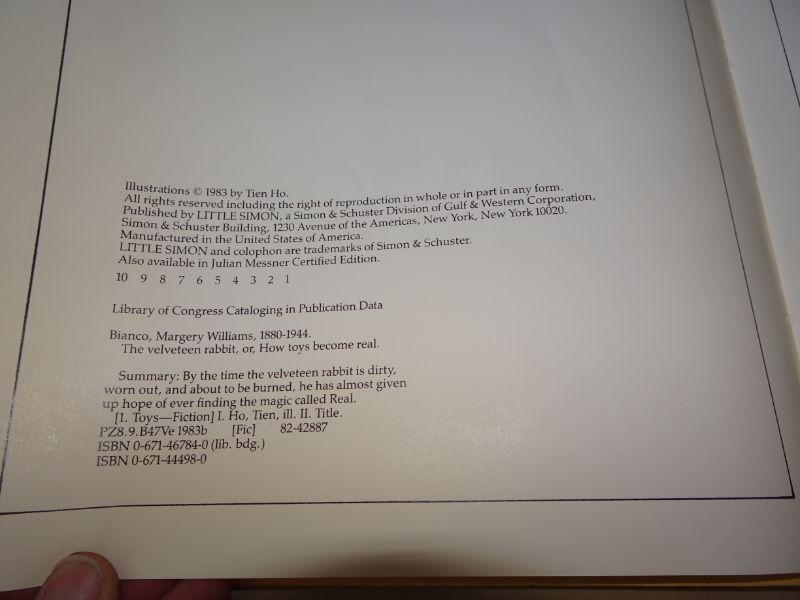 Illustrations © 1983 by Tien Ho.
All rights reserved including the right of reproduction in whole or in part in any form.
Published by LITTLE SIMON, a Simon & Schuster Division of Gulf & Western Corporation,
Simon & Schuster Building, 1230 Avenue of the Americas, New York, New York 10020.
Manufactured in the United States of America.
LITTLE SIMON and colophon are trademarks of Simon & Schuster.
Also available in Julian Messner Certified Edition.
10 9 8 7 6 5 4 3 2 1
Library of Congress Cataloging in Publication Data
Bianco, Margery Williams, 1880-1944.
The velveteen rabbit, or, How toys become real.
Summary: By the time the velveteen rabbit is dirty,
worn out, and about to be burned, he has almost given
up hope of ever finding the magic called Real.
[1. Toys—Fiction] I. Ho, Tien, ill. II. Title.
PZ8.9.B47Ve 1983b [Fic] 82-42887
ISBN 0-671-46784-0 (lib. bdg.)
ISBN 0-671-44498-0